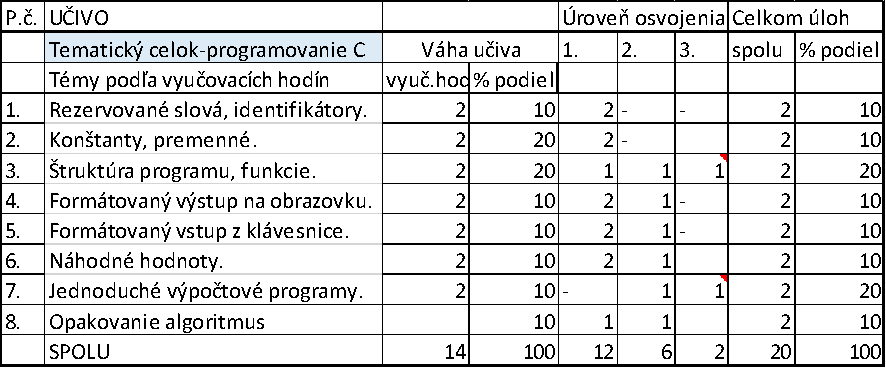 P.č. UČIVO Úroveň osvojenia Celkom úloh
Tematický celok-programovanie C Váha učiva 1. 2. 3. spolu % podiel
Témy podľa vyučovacích hodín vyuč.hod % podiel
1. Rezervované slová, identifikátory. 2 10 2 - - 2 10
2. Konštanty, premenné. 2 20 2 - 2 10
3. Štruktúra programu, funkcie. 2 20 1 1 1 2 20
4. Formátovaný výstup na obrazovku. 2 10 2 1 - 2 10
5. Formátovaný vstup z klávesnice. 2 10 2 1 - 2 10
6. Náhodné hodnoty. 2 10 2 1 2 10
7. Jednoduché výpočtové programy. 2 10 - 1 1 2 20
8. Opakovanie algoritmus 10 1 1 2 10
SPOLU 14 100 12 6 2 20 100